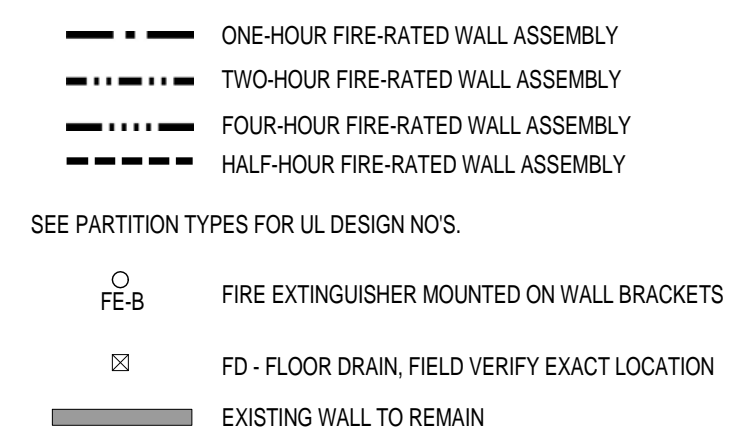 ONE-HOUR FIRE-RATED WALL ASSEMBLY
TWO-HOUR FIRE-RATED WALL ASSEMBLY
FOUR-HOUR FIRE-RATED WALL ASSEMBLY
HALF-HOUR FIRE-RATED WALL ASSEMBLY
SEE PARTITION TYPES FOR UL DESIGN NO'S.
FE-B FIRE EXTINGUISHER MOUNTED ON WALL BRACKETS
FD - FLOOR DRAIN, FIELD VERIFY EXACT LOCATION
EXISTING WALL TO REMAIN